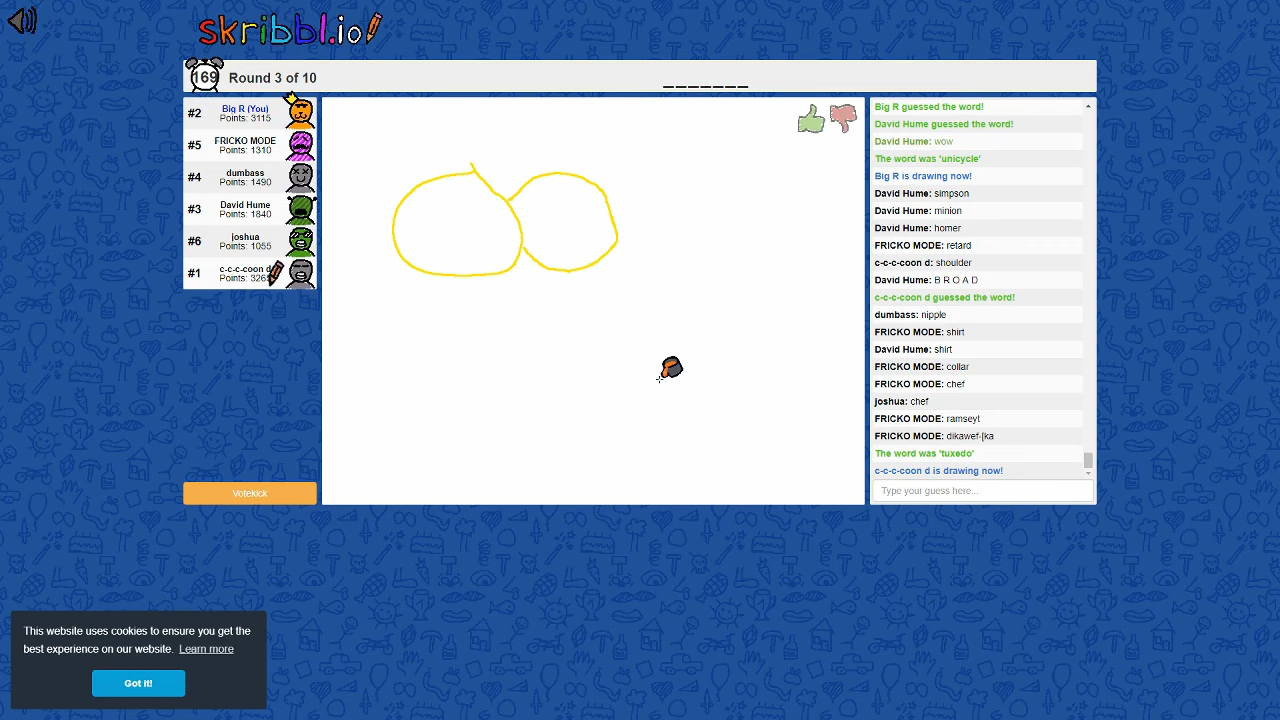 skribbl.io
169 Round 3 of 10
_______
#2 Big R (You)
Points: 3115
#5 FRICKO MODE
Points: 1310
#4 dumbass
Points: 1490
#3 David Hume
Points: 1840
#6 joshua
Points: 1055
#1 c-c-c-coon d
Points: 326
Votekick
Big R guessed the word!
David Hume guessed the word!
David Hume: wow
The word was 'unicycle'
Big R is drawing now!
David Hume: simpson
David Hume: minion
David Hume: homer
FRICKO MODE: retard
c-c-c-coon d: shoulder
David Hume: B R O A D
c-c-c-coon d guessed the word!
dumbass: nipple
FRICKO MODE: shirt
David Hume: shirt
FRICKO MODE: collar
FRICKO MODE: chef
joshua: chef
FRICKO MODE: ramsey!
FRICKO MODE: dikawef-[ka
The word was 'tuxedo'
c-c-c-coon d is drawing now!
Type your guess here...
This website uses cookies to ensure you get the
best experience on our website. Learn more
Got it!